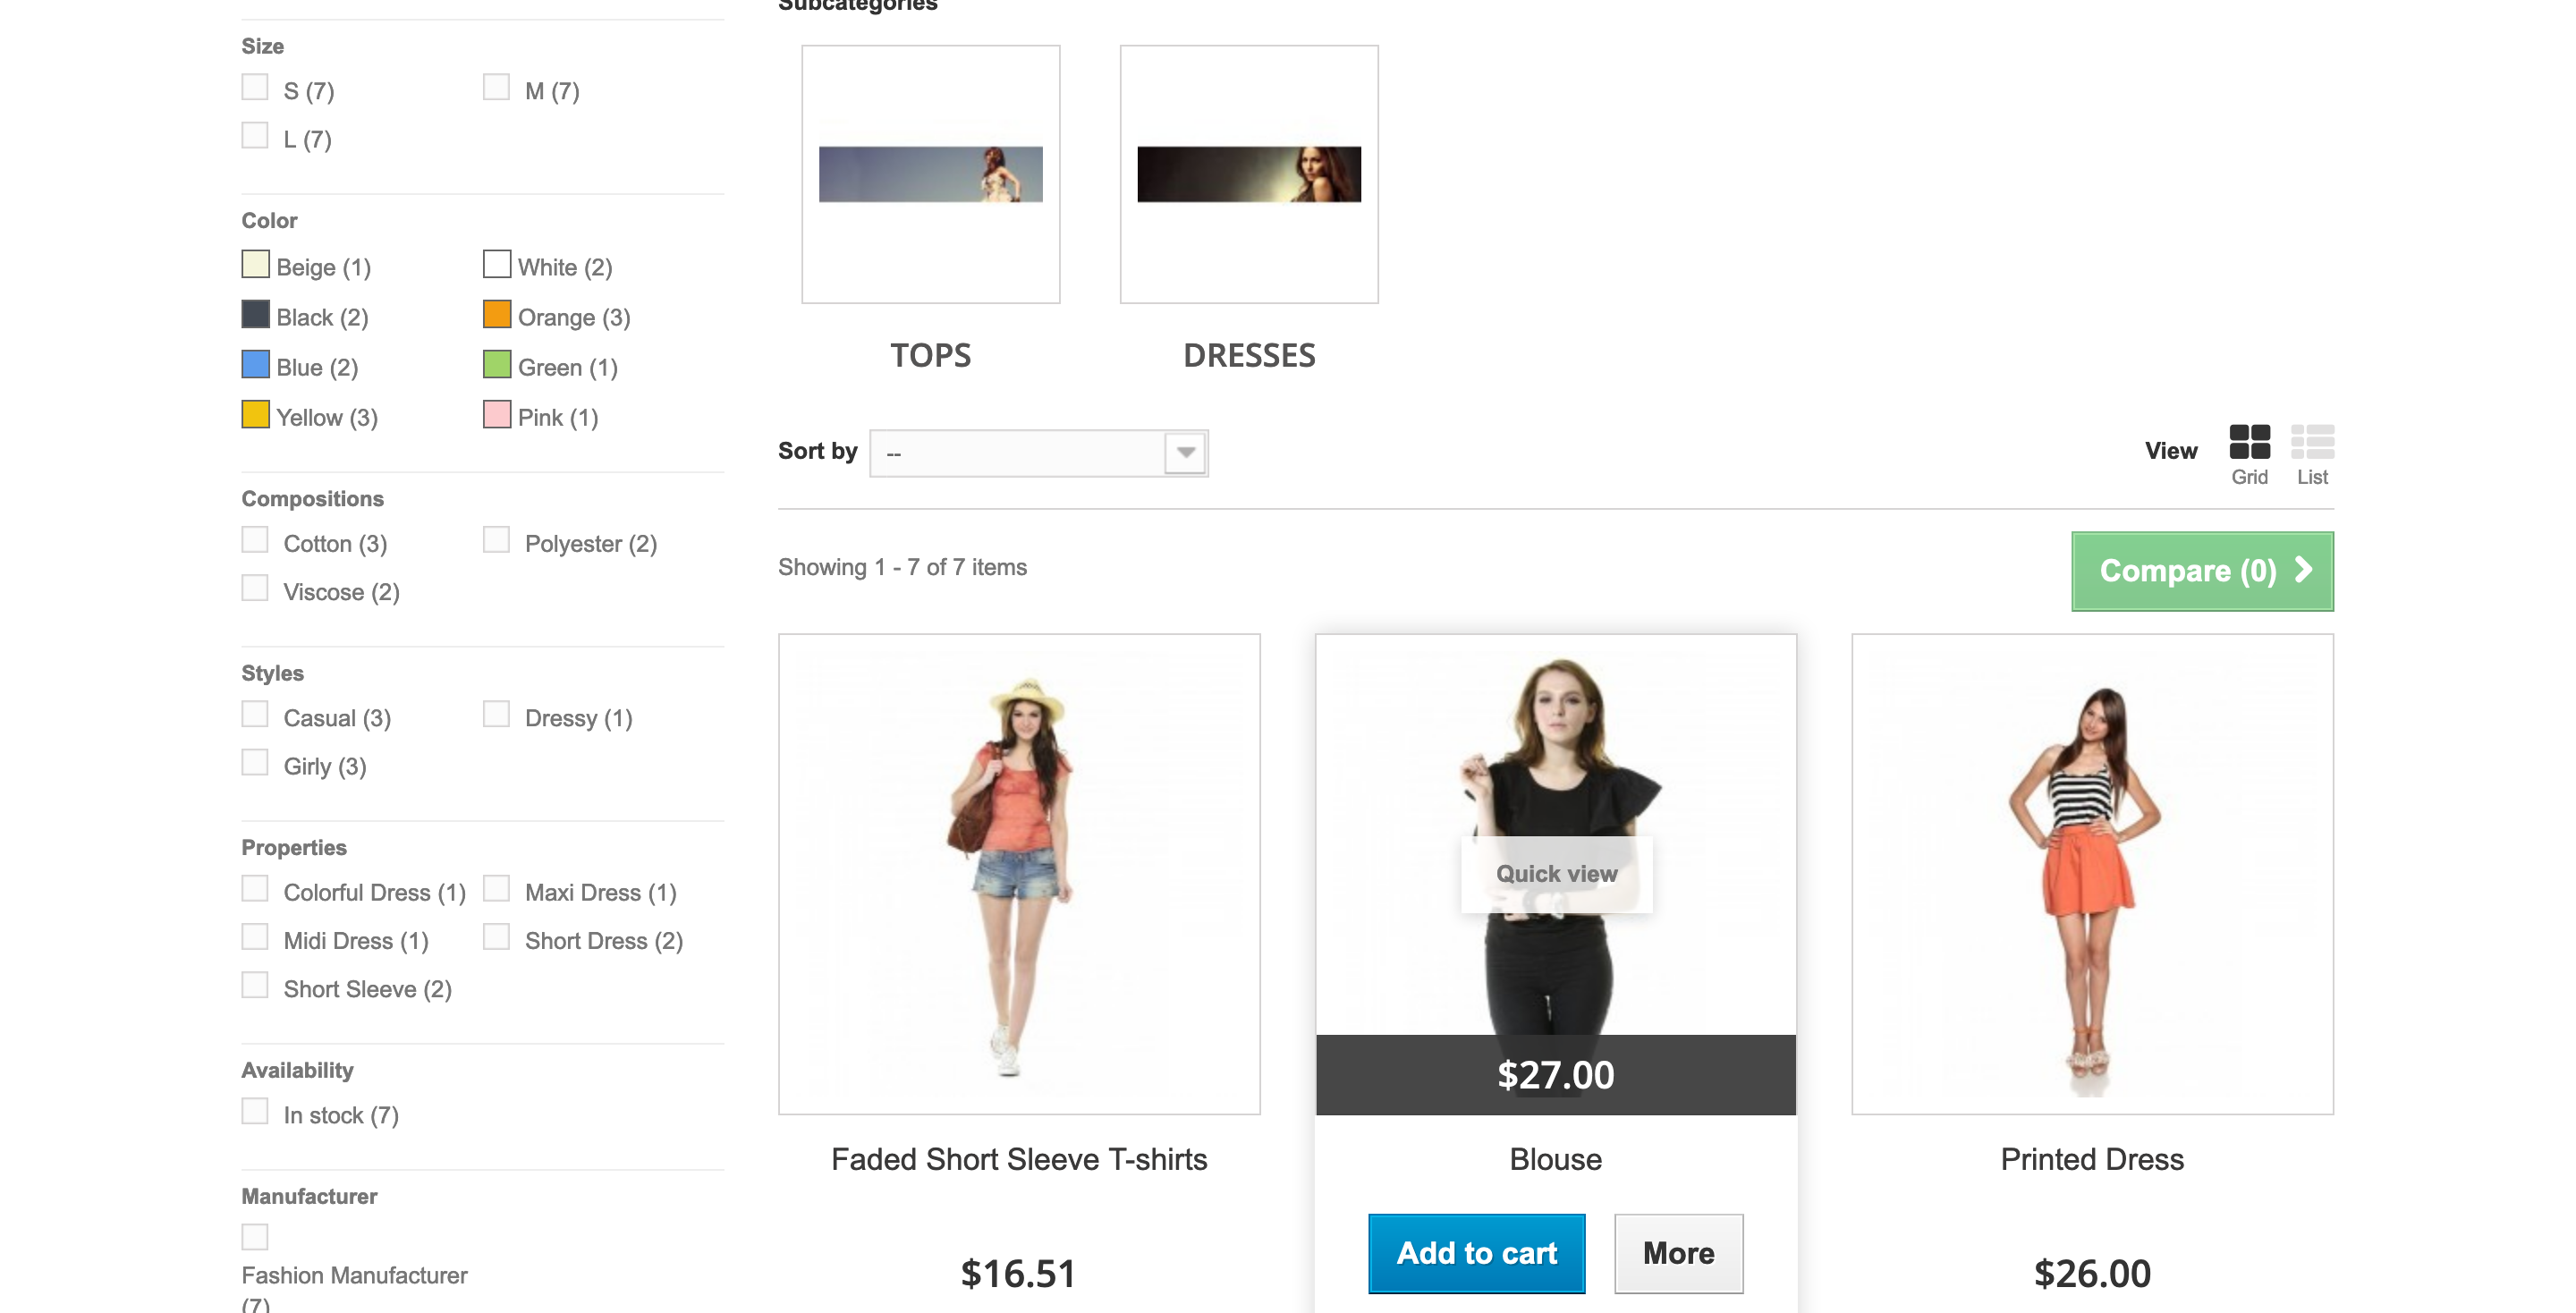 Subcategories
Size
S (7)
M (7)
L (7)
Color
Beige (1)
White (2)
Black (2)
Orange (3)
Blue (2)
Green (1)
Yellow (3)
Pink (1)
Compositions
Cotton (3)
Polyester (2)
Viscose (2)
Styles
Casual (3)
Dressy (1)
Girly (3)
Properties
Colorful Dress (1)
Maxi Dress (1)
Midi Dress (1)
Short Dress (2)
Short Sleeve (2)
Availability
In stock (7)
Manufacturer
Fashion Manufacturer
(7)
TOPS
DRESSES
Sort by
--
View
Grid
List
Showing 1 - 7 of 7 items
Compare (0)
Quick view
$27.00
Faded Short Sleeve T-shirts
Blouse
Printed Dress
Add to cart
More
$16.51
$26.00